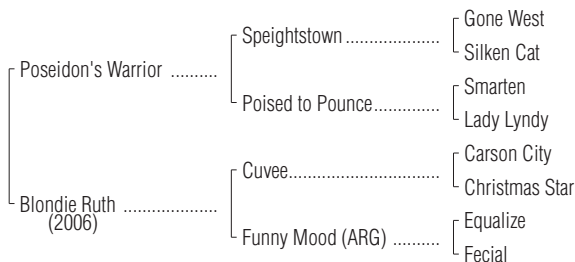 Gone West
Speightstown ...................
Silken Cat
Poseidon's Warrior ..........
Smarten
Poised to Pounce..............
Lady Lyndy
Carson City
Cuvee................................
Christmas Star
Blondie Ruth ....................
(2006)
Equalize
Funny Mood (ARG) ..........
Fecial